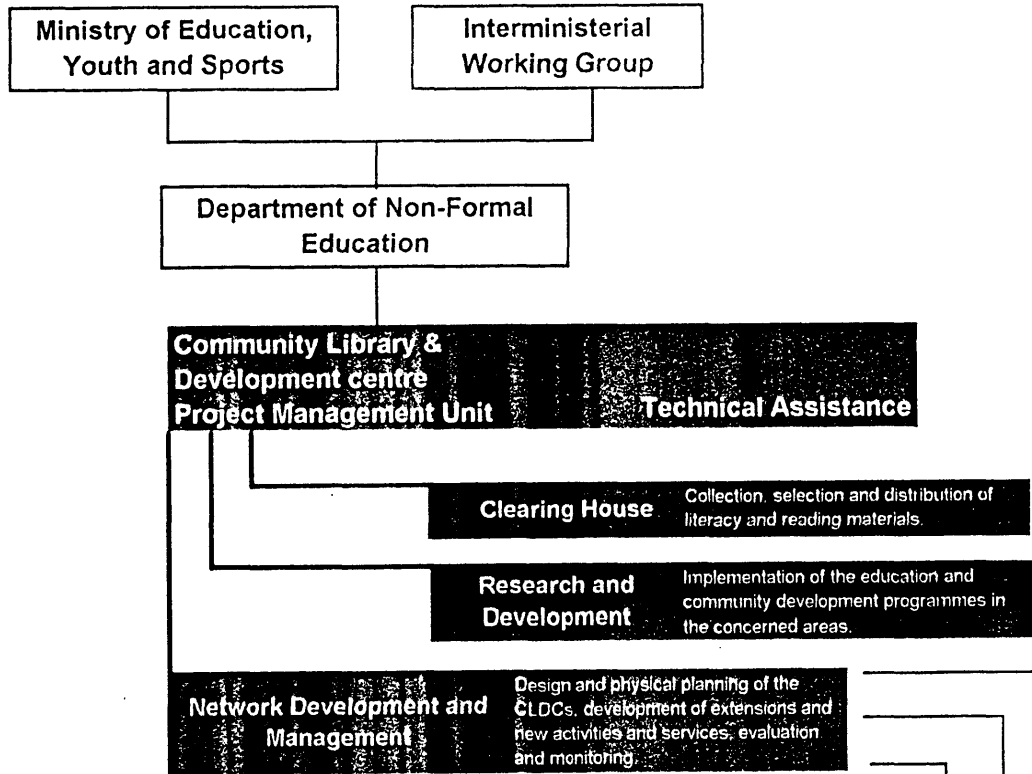 Ministry of Education,
Youth and Sports
Interministerial
Working Group
Department of Non-Formal
Education
Community Library &
Development centre
Project Management Unit
Technical Assistance
Clearing House
Collection, selection and distribution of
literacy and reading materials.
Research and
Development
Implementation of the education and
community development programmes in
the concerned areas.
Network Development and
Management
Design and physical planning of the
CLDCs, development of extensions and
new activities and services, evaluation
and monitoring.